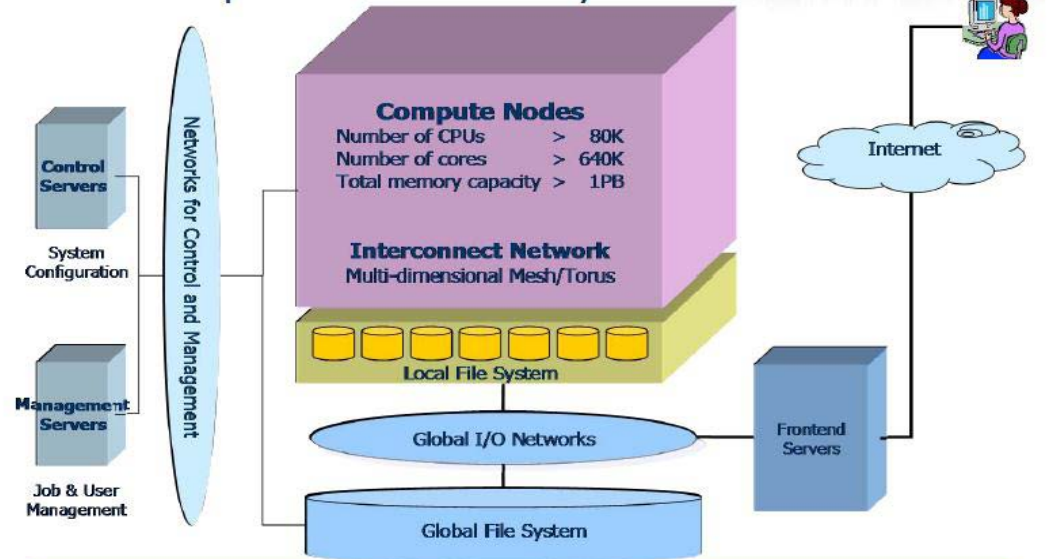 Compute Nodes
Number of CPUs > 80K
Number of cores > 640K
Total memory capacity > 1PB
Interconnect Network
Multi-dimensional Mesh/Torus
Local File System
Global I/O Networks
Global File System
Control
Servers
System
Configuration
Management
Servers
Job & User
Management
Networks for Control and Management
Frontend
Servers
Internet